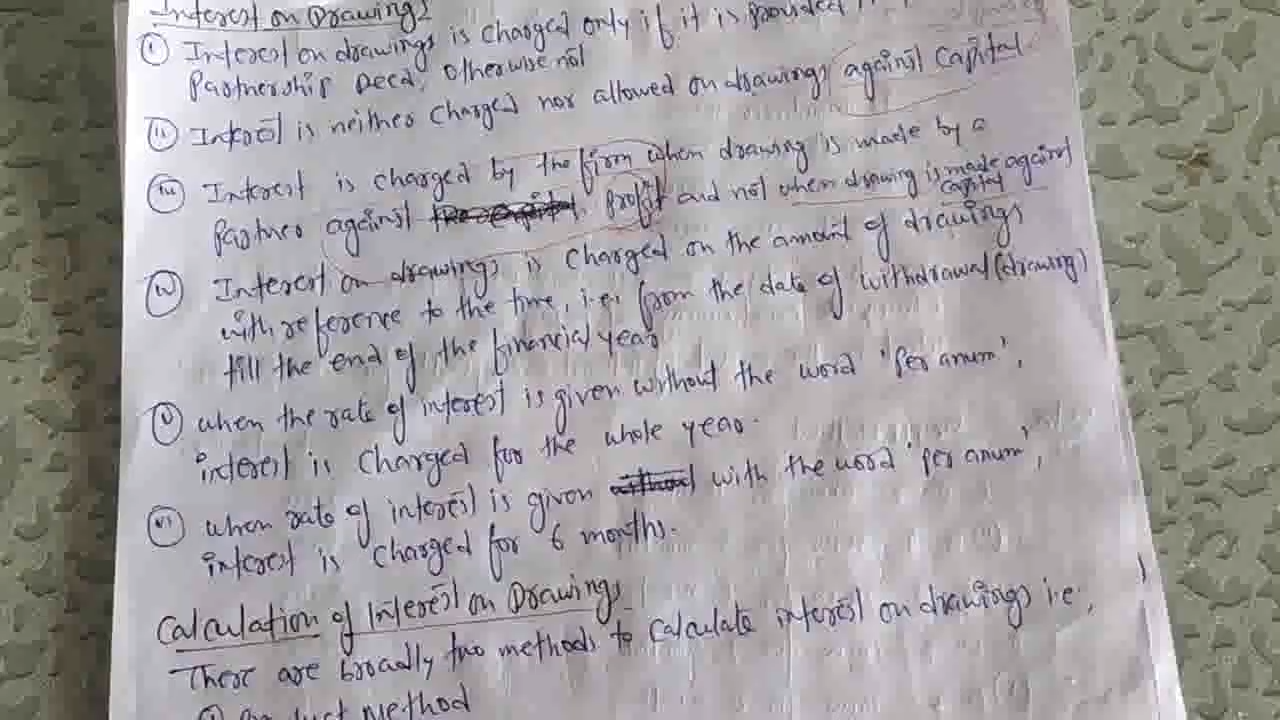 Interest on Drawings
(i) Interest on drawings is charged only if it is provided
Partnership Deed, otherwise not
(ii) Interest is neither charged nor allowed on drawings against Capital
(iii) Interest is charged by the firm when drawing is made by a
Partner against profit and not when drawing is made against
capital
(iv) Interest on drawings is charged on the amount of drawings
with reference to the time, i.e. from the date of withdrawal (drawing)
till the end of the financial year
(v) when the rate of interest is given without the word 'Per anum',
interest is charged for the whole year.
(vi) when rate of interest is given with the word 'per anum',
interest is charged for 6 months.
Calculation of Interest on Drawings
There are broadly two methods to calculate interest on drawings i.e,
(i) Product Method